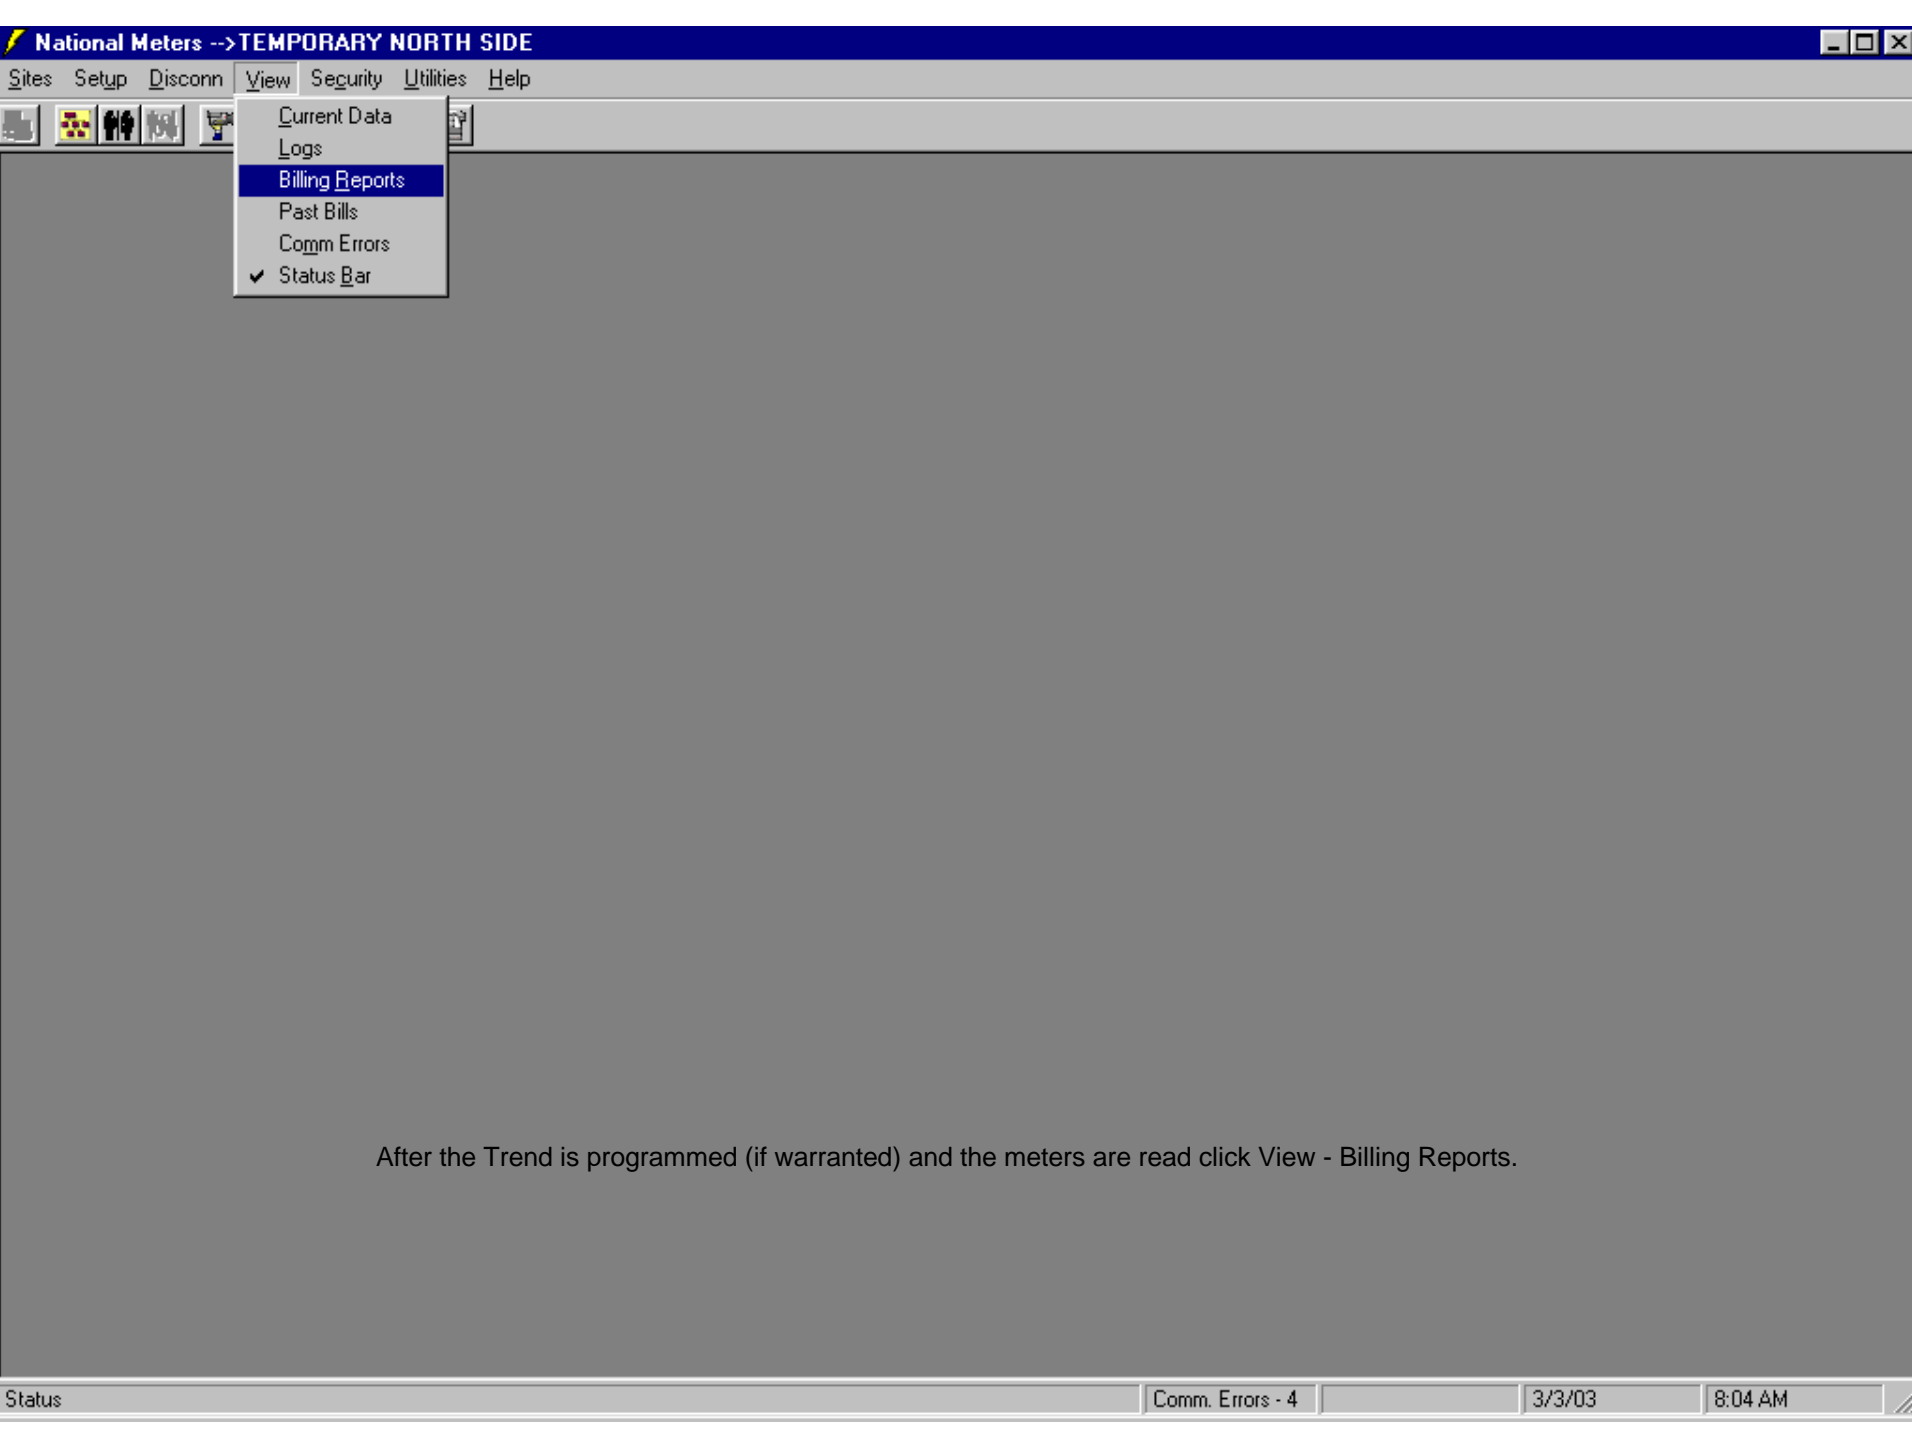 National Meters -->TEMPORARY NORTH SIDE
Sites Setup Disconn View Security Utilities Help
Current Data
Logs
Billing Reports
Past Bills
Comm Errors
Status Bar
After the Trend is programmed (if warranted) and the meters are read click View - Billing Reports.
Status Comm. Errors - 4 3/3/03 8:04 AM